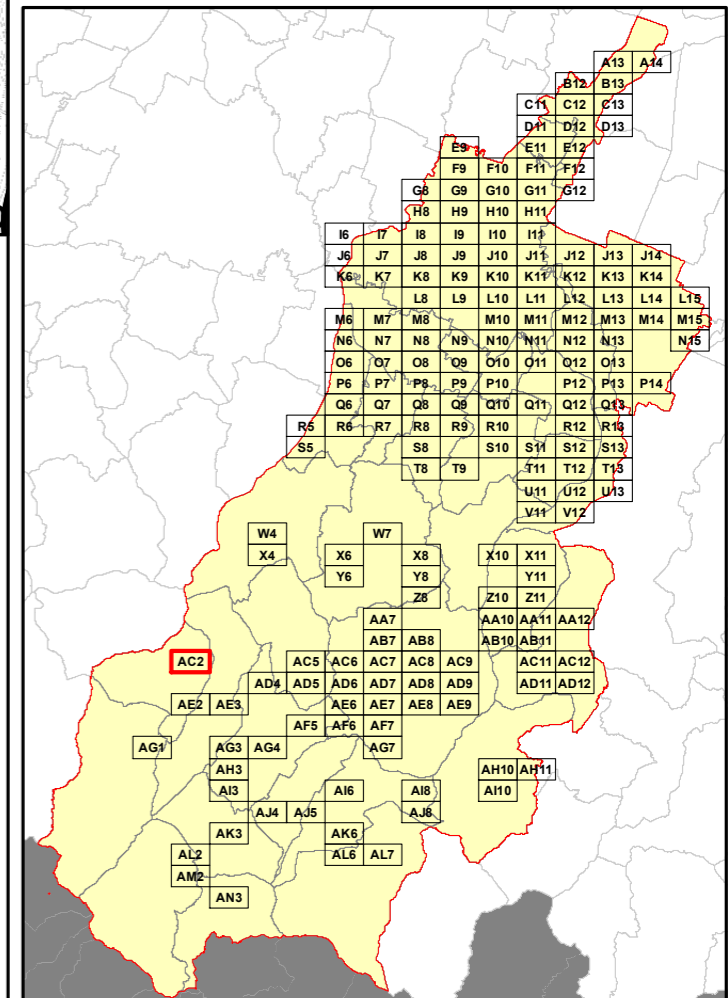 A13 A14
B12 B13
C11 C12 C13
D11 D12 D13
E9 E11 E12
F9 F10 F11 F12
G8 G9 G10 G11 G12
H8 H9 H10 H11
I6 I7 I8 I9 I10 I11
J6 J7 J8 J9 J10 J11 J12 J13 J14
K6 K7 K8 K9 K10 K11 K12 K13 K14
L8 L9 L10 L11 L12 L13 L14 L15
M6 M7 M8 M10 M11 M12 M13 M14 M15
N6 N7 N8 N9 N10 N11 N12 N13 N15
O6 O7 O8 O9 O10 O11 O12 O13
P6 P7 P8 P9 P10 P12 P13 P14
Q6 Q7 Q8 Q9 Q10 Q11 Q12 Q13
R5 R6 R7 R8 R9 R10 R12 R13
S5 S8 S10 S11 S12 S13
T8 T9 T11 T12 T13
U11 U12 U13
V11 V12
W4 W7
X4 X6 X8 X10 X11
Y6 Y8 Y11
Z8 Z10 Z11
AA7 AA10 AA11 AA12
AB7 AB8 AB10 AB11
AC2 AC5 AC6 AC7 AC8 AC9 AC11 AC12
AD4 AD5 AD6 AD7 AD8 AD9 AD11 AD12
AE2 AE3 AE6 AE7 AE8 AE9
AF5 AF6 AF7
AG1 AG3 AG4 AG7
AH3 AH10 AH11
AI3 AI6 AI8 AI10
AJ4 AJ5 AJ8
AK3 AK6
AL2 AL6 AL7
AM2
AN3